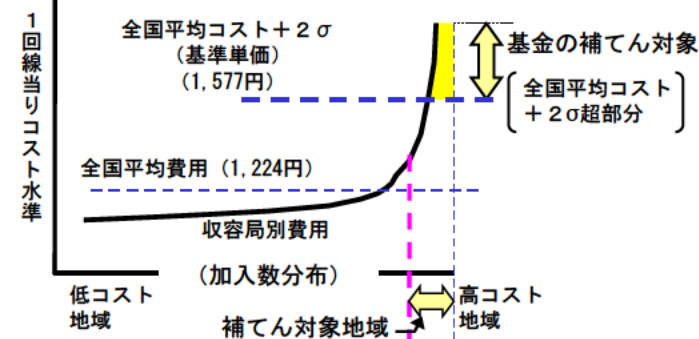 1回線当りコスト水準
全国平均コスト+2σ
(基準単価)
(1,577円)
基金の補てん対象
全国平均コスト
+2σ超部分
全国平均費用(1,224円)
収容局別費用
(加入数分布)
低コスト
地域
高コスト
地域
補てん対象地域